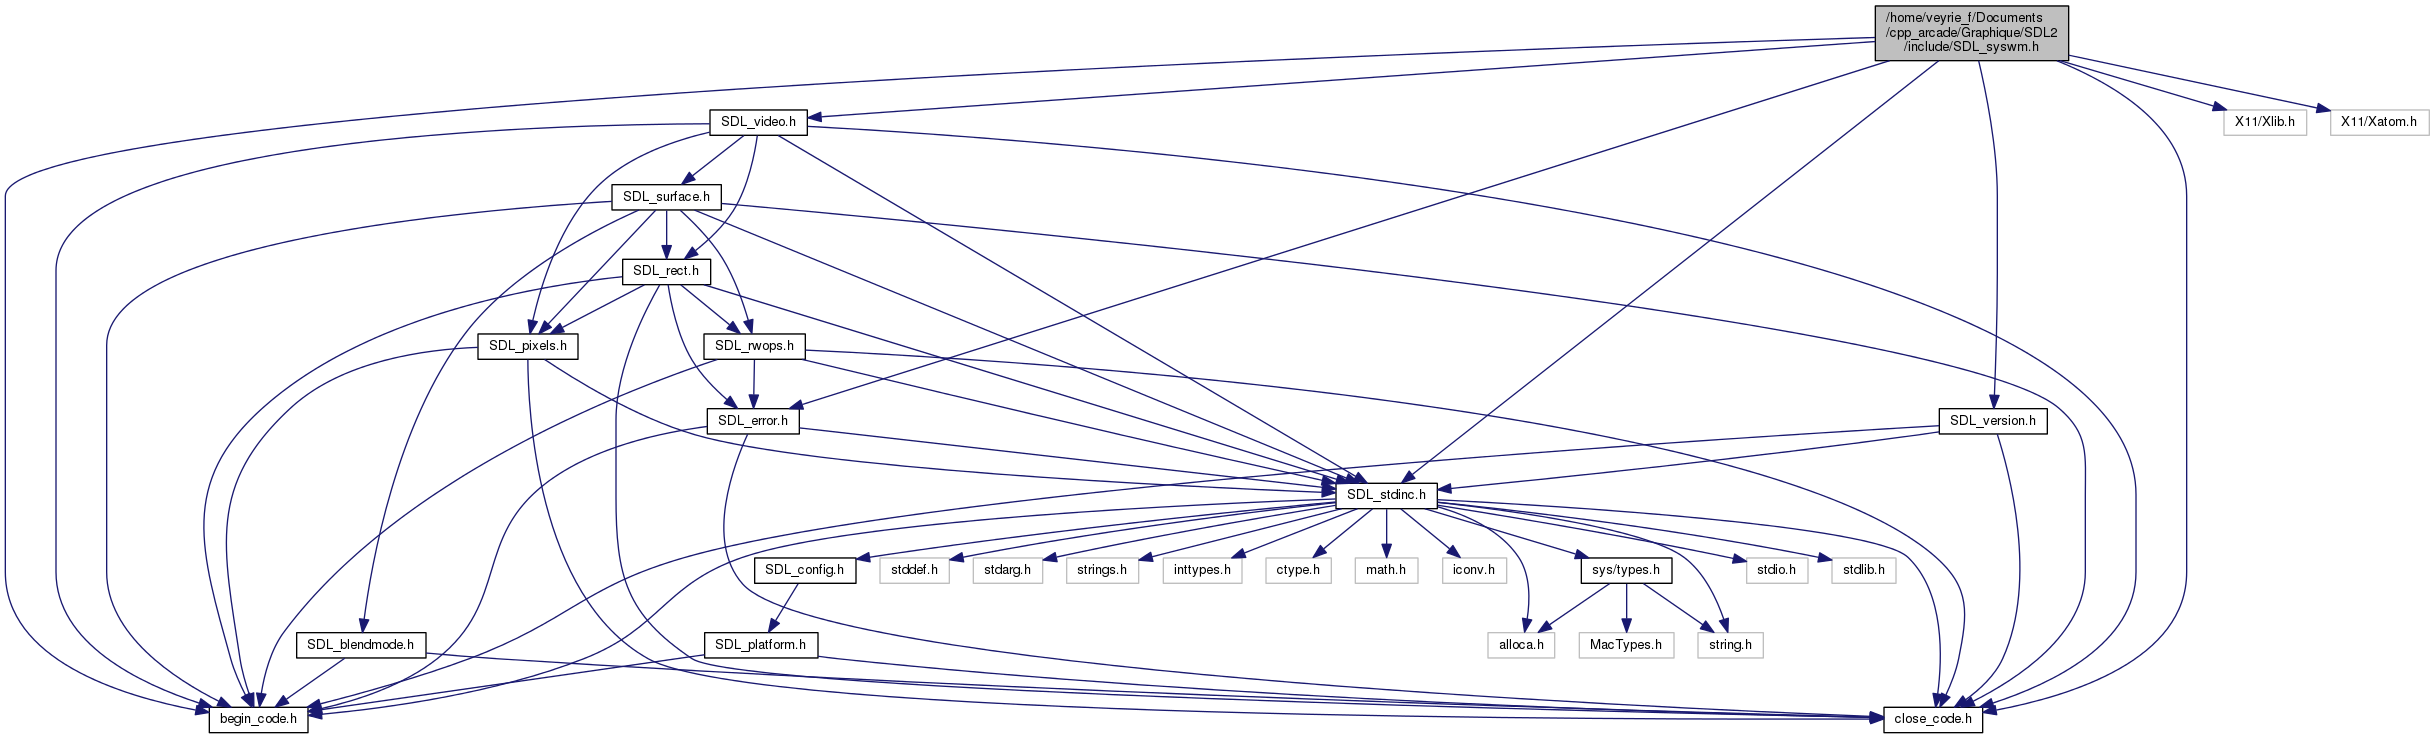 /home/veyrie_f/Documents
/cpp_arcade/Graphique/SDL2
/include/SDL_syswm.h
SDL_video.h
X11/Xlib.h
X11/Xatom.h
SDL_surface.h
SDL_rect.h
SDL_pixels.h
SDL_rwops.h
SDL_error.h
SDL_version.h
SDL_stdinc.h
SDL_config.h
stddef.h
stdarg.h
strings.h
inttypes.h
ctype.h
math.h
iconv.h
sys/types.h
stdio.h
stdlib.h
SDL_blendmode.h
SDL_platform.h
alloca.h
MacTypes.h
string.h
begin_code.h
close_code.h